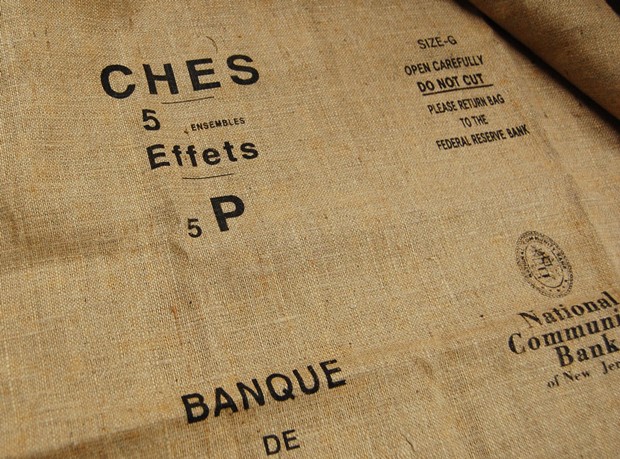 CHES
5 ENSEMBLES
Effets
5 P
SIZE-G
OPEN CAREFULLY
DO NOT CUT
PLEASE RETURN BAG
TO THE
FEDERAL RESERVE BANK
National
Communi
Bank
of New Jer
BANQUE
DE